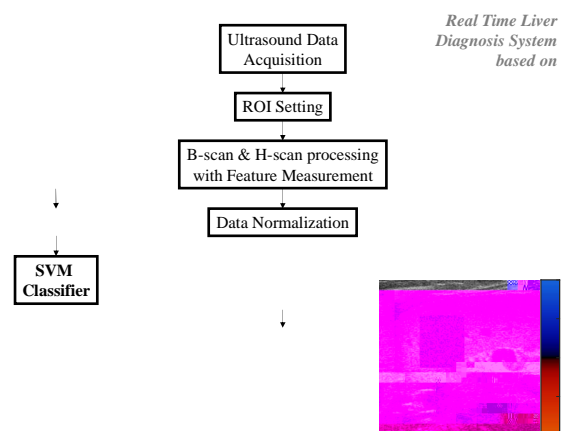 Real Time Liver
Diagnosis System
based on
Ultrasound Data
Acquisition
ROI Setting
B-scan & H-scan processing
with Feature Measurement
Data Normalization
SVM
Classifier